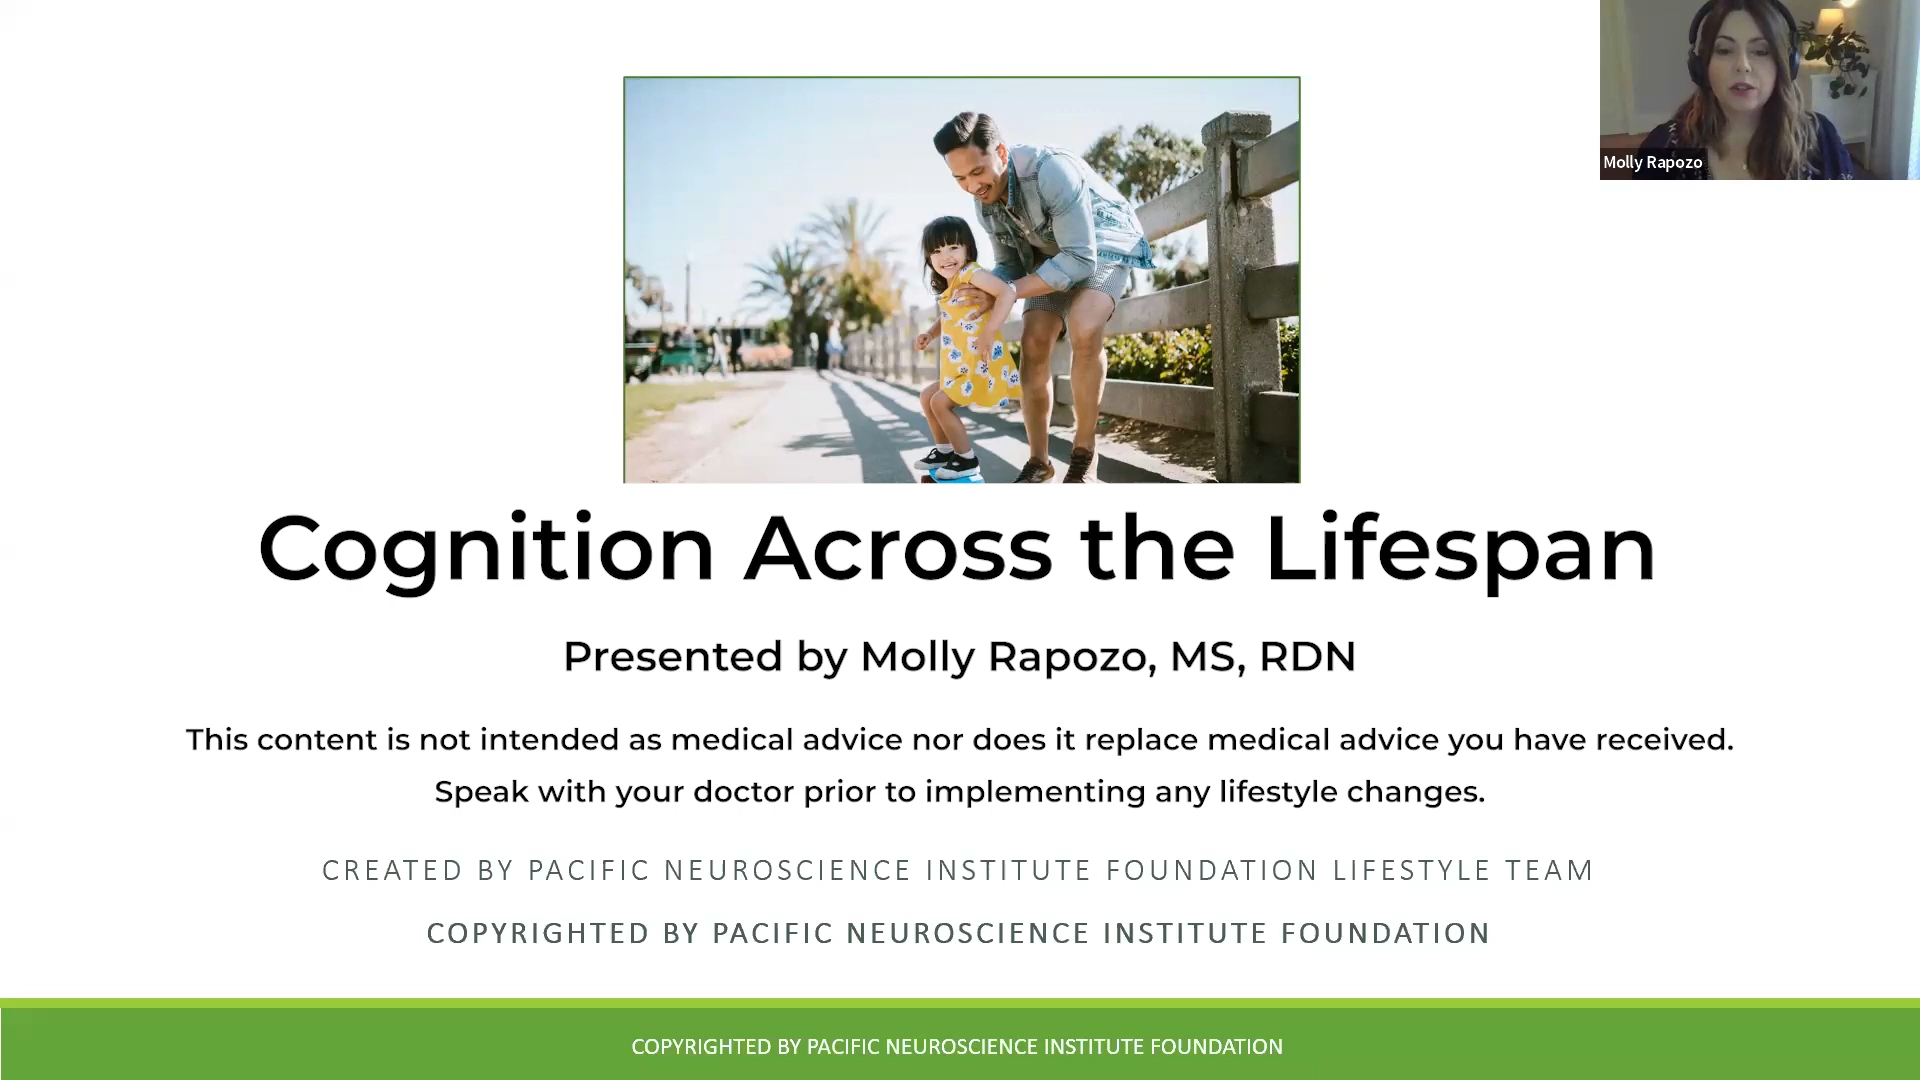 Molly Rapozo
Cognition Across the Lifespan
Presented by Molly Rapozo, MS, RDN
This content is not intended as medical advice nor does it replace medical advice you have received.
Speak with your doctor prior to implementing any lifestyle changes.
CREATED BY PACIFIC NEUROSCIENCE INSTITUTE FOUNDATION LIFESTYLE TEAM
COPYRIGHTED BY PACIFIC NEUROSCIENCE INSTITUTE FOUNDATION
COPYRIGHTED BY PACIFIC NEUROSCIENCE INSTITUTE FOUNDATION